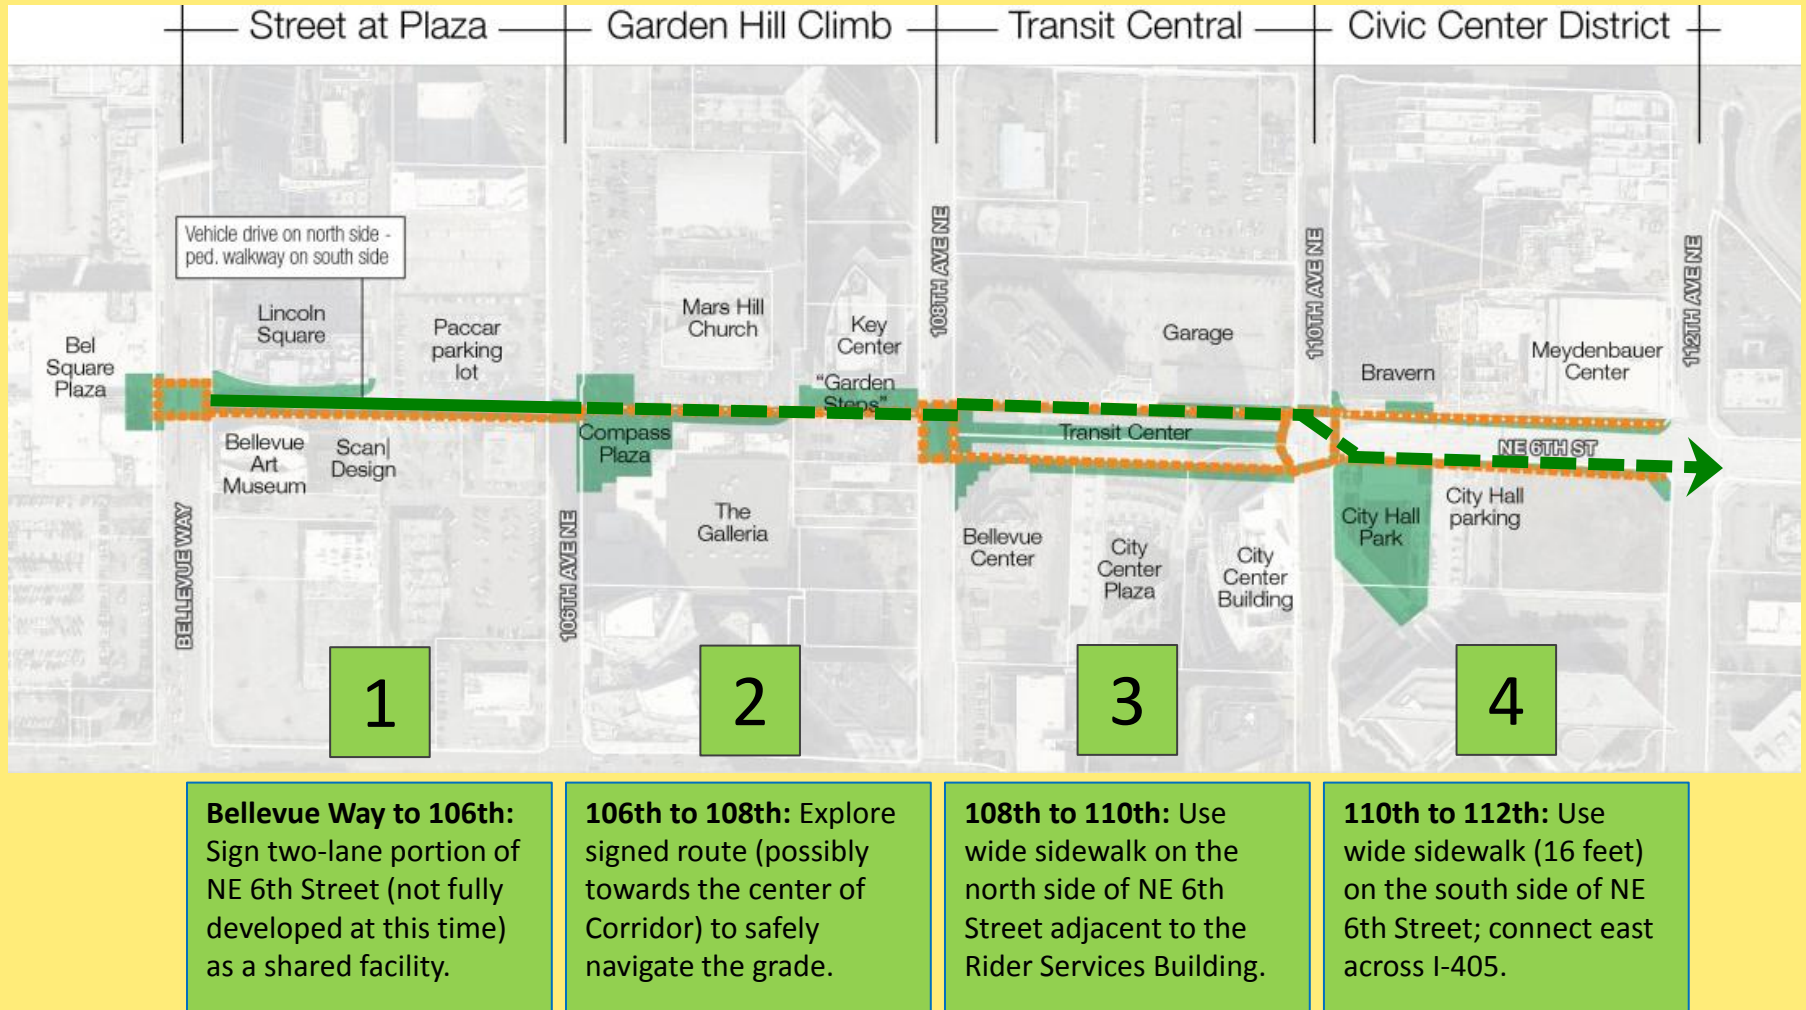 Street at Plaza
Garden Hill Climb
Transit Central
Civic Center District
Vehicle drive on north side -
ped. walkway on south side
Bel
Square
Plaza
Lincoln
Square
Paccar
parking
lot
Bellevue
Art
Museum
Scan|
Design
BELLEVUE WAY
106TH AVE NE
Mars Hill
Church
Key
Center
"Garden
Steps"
Compass
Plaza
The
Galleria
108TH AVE NE
Garage
Transit Center
Bellevue
Center
City
Center
Plaza
City
Center
Building
110TH AVE NE
Bravern
Meydenbauer
Center
NE 6TH ST
City Hall
Park
City Hall
parking
112TH AVE NE
1
2
3
4
Bellevue Way to 106th:
Sign two-lane portion of
NE 6th Street (not fully
developed at this time)
as a shared facility.
106th to 108th: Explore
signed route (possibly
towards the center of
Corridor) to safely
navigate the grade.
108th to 110th: Use
wide sidewalk on the
north side of NE 6th
Street adjacent to the
Rider Services Building.
110th to 112th: Use
wide sidewalk (16 feet)
on the south side of NE
6th Street; connect east
across I-405.